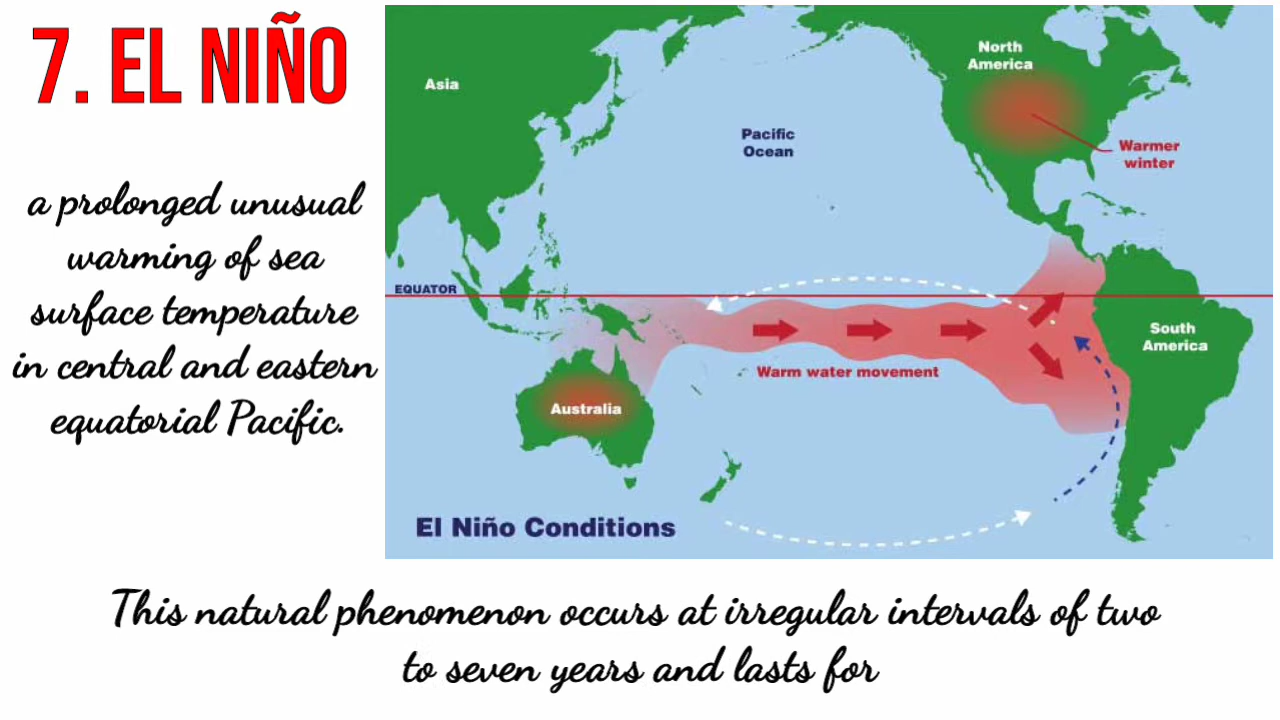 7. EL NIÑO
a prolonged unusual
warming of sea
surface temperature
in central and eastern
equatorial Pacific.
Asia
North
America
Pacific
Ocean
Warmer
winter
EQUATOR
South
America
Warm water movement
Australia
El Niño Conditions
This natural phenomenon occurs at irregular intervals of two
to seven years and lasts for